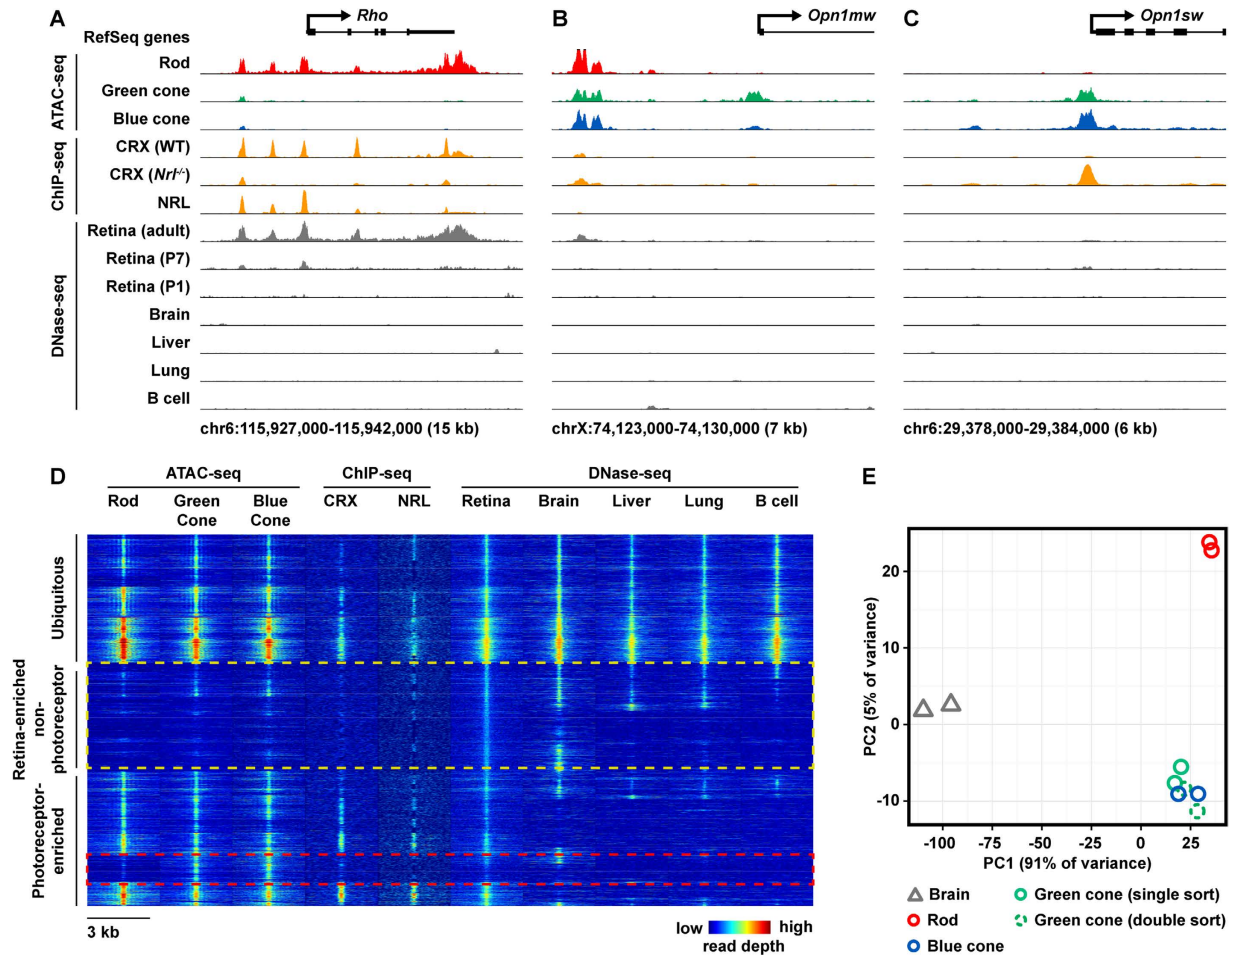 A
Rho
B
Opn1mw
C
Opn1sw
RefSeq genes
ATAC-seq
Rod
Green cone
Blue cone
ChIP-seq
CRX (WT)
CRX (Nrl-/-)
NRL
DNase-seq
Retina (adult)
Retina (P7)
Retina (P1)
Brain
Liver
Lung
B cell
chr6:115,927,000-115,942,000 (15 kb)
chrX:74,123,000-74,130,000 (7 kb)
chr6:29,378,000-29,384,000 (6 kb)
D
ATAC-seq
ChIP-seq
DNase-seq
Rod
Green
Cone
Blue
Cone
CRX
NRL
Retina
Brain
Liver
Lung
B cell
Ubiquitous
Retina-enriched
non-
photoreceptor
Photoreceptor-
enriched
3 kb
low
high
read depth
E
PC2 (5% of variance)
20
10
0
-10
-100
-75
-50
-25
0
25
PC1 (91% of variance)
Brain
Green cone (single sort)
Rod
Green cone (double sort)
Blue cone